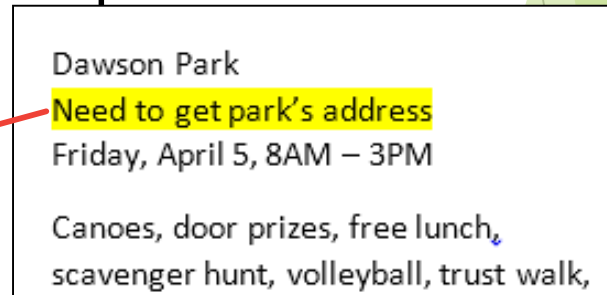 Dawson Park
Need to get park's address
Friday, April 5, 8AM – 3PM
Canoes, door prizes, free lunch,
scavenger hunt, volleyball, trust walk,